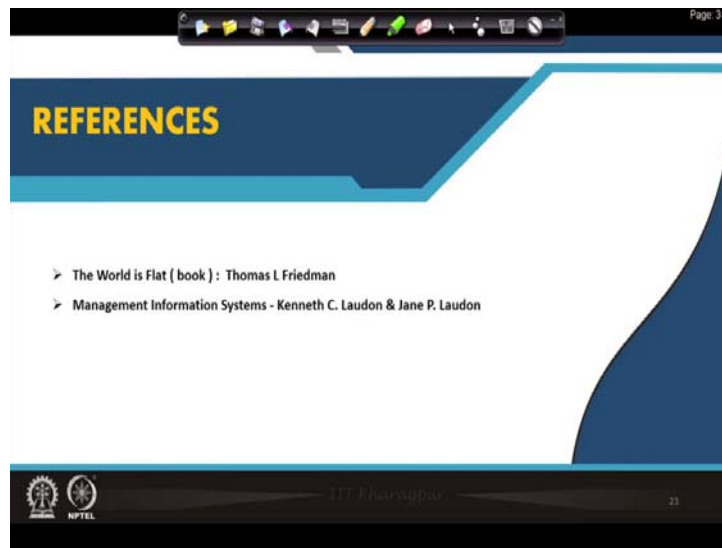 Page: 3
REFERENCES
➢ The World is Flat ( book ) : Thomas L Friedman
➢ Management Information Systems - Kenneth C. Laudon & Jane P. Laudon
IIT Kharagpur
NPTEL
23